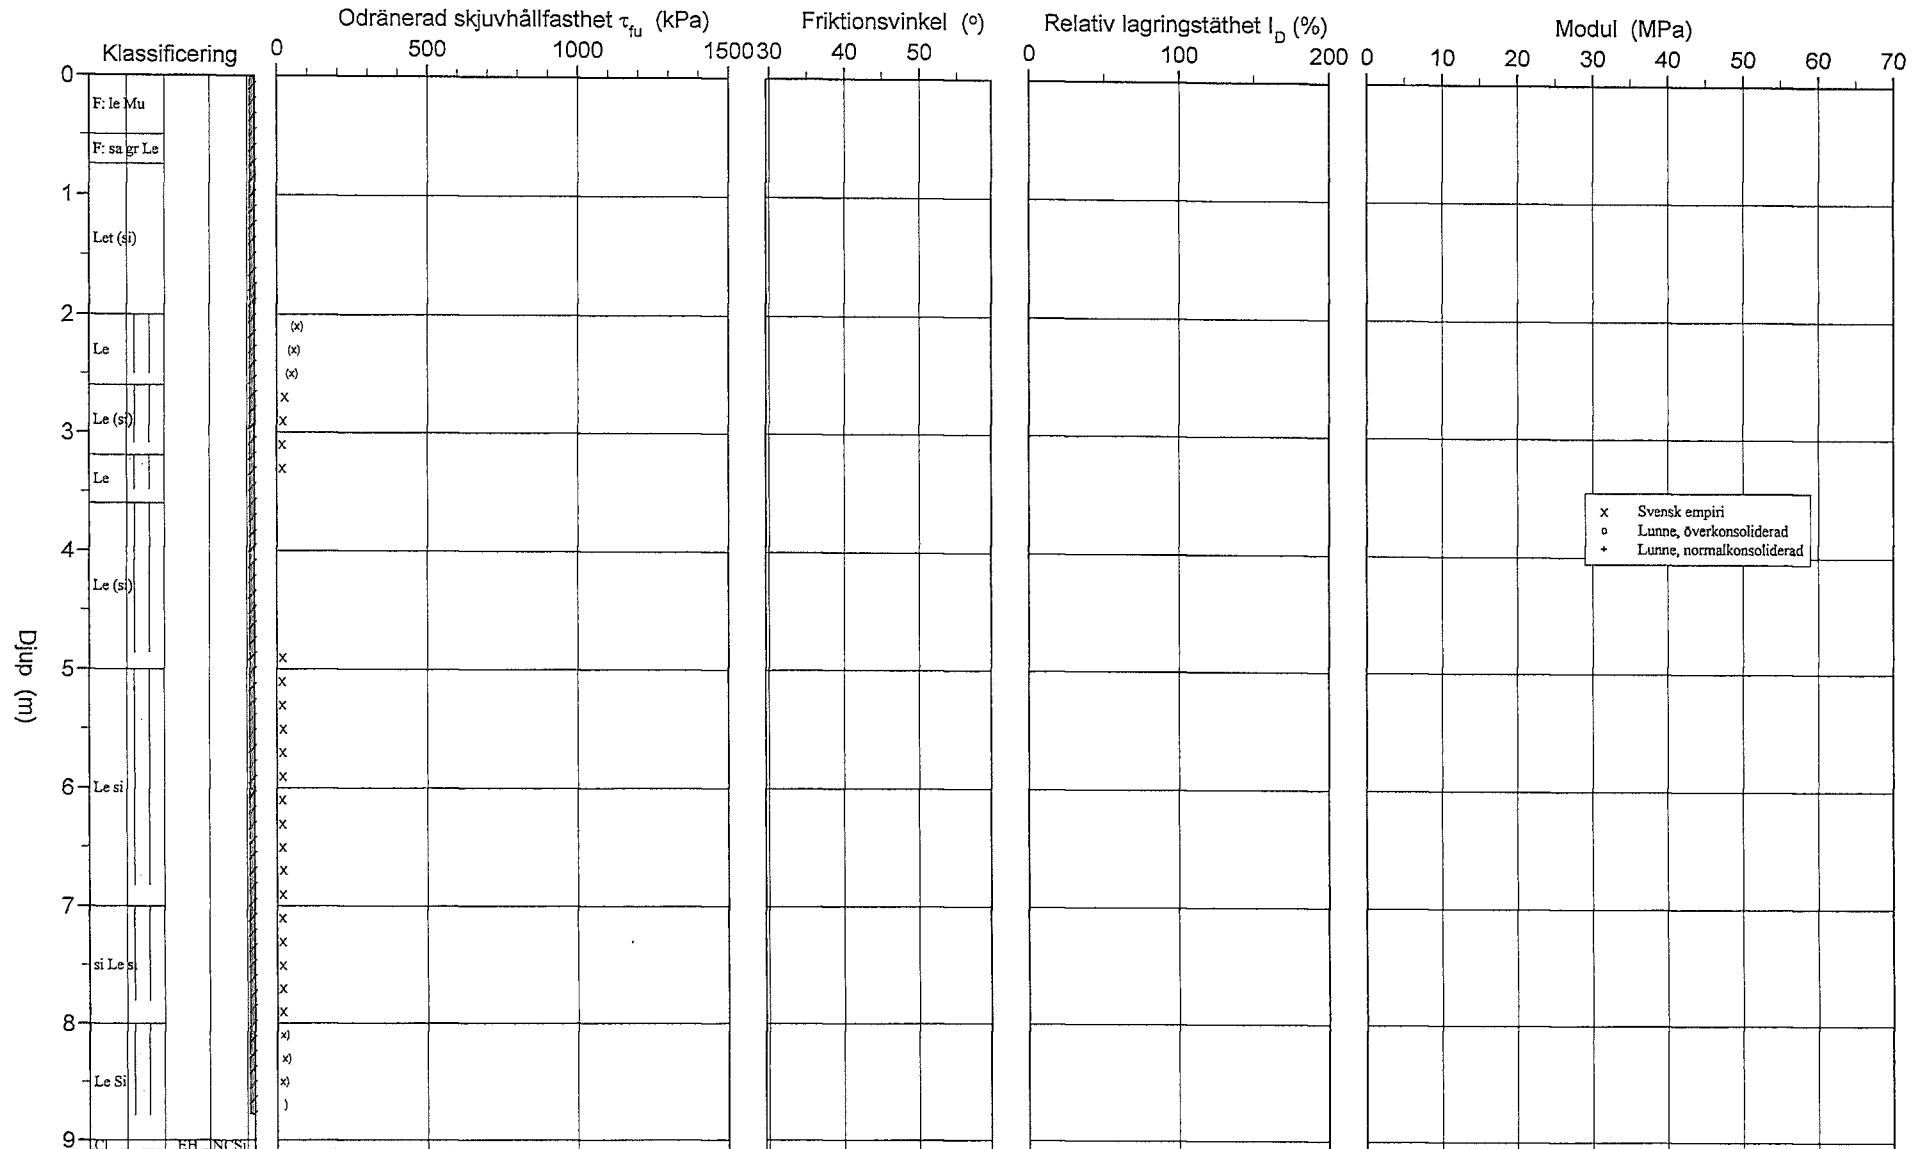 Klassificering
Odränerad skjuvhållfasthet τfu (kPa)
0 500 1000 1500
Friktionsvinkel (o)
30 40 50
Relativ lagringstäthet ID (%)
0 100 200
Modul (MPa)
0 10 20 30 40 50 60 70
Djup (m)
0
F: le Mu
F: sa gr Le
1
Let (si)
2
Le
Le (si)
3
Le
4
Le (si)
5
6
Le si
7
si Le si
8
Le Si
9
x Svensk empiri
o Lunne, överkonsoliderad
+ Lunne, normalkonsoliderad